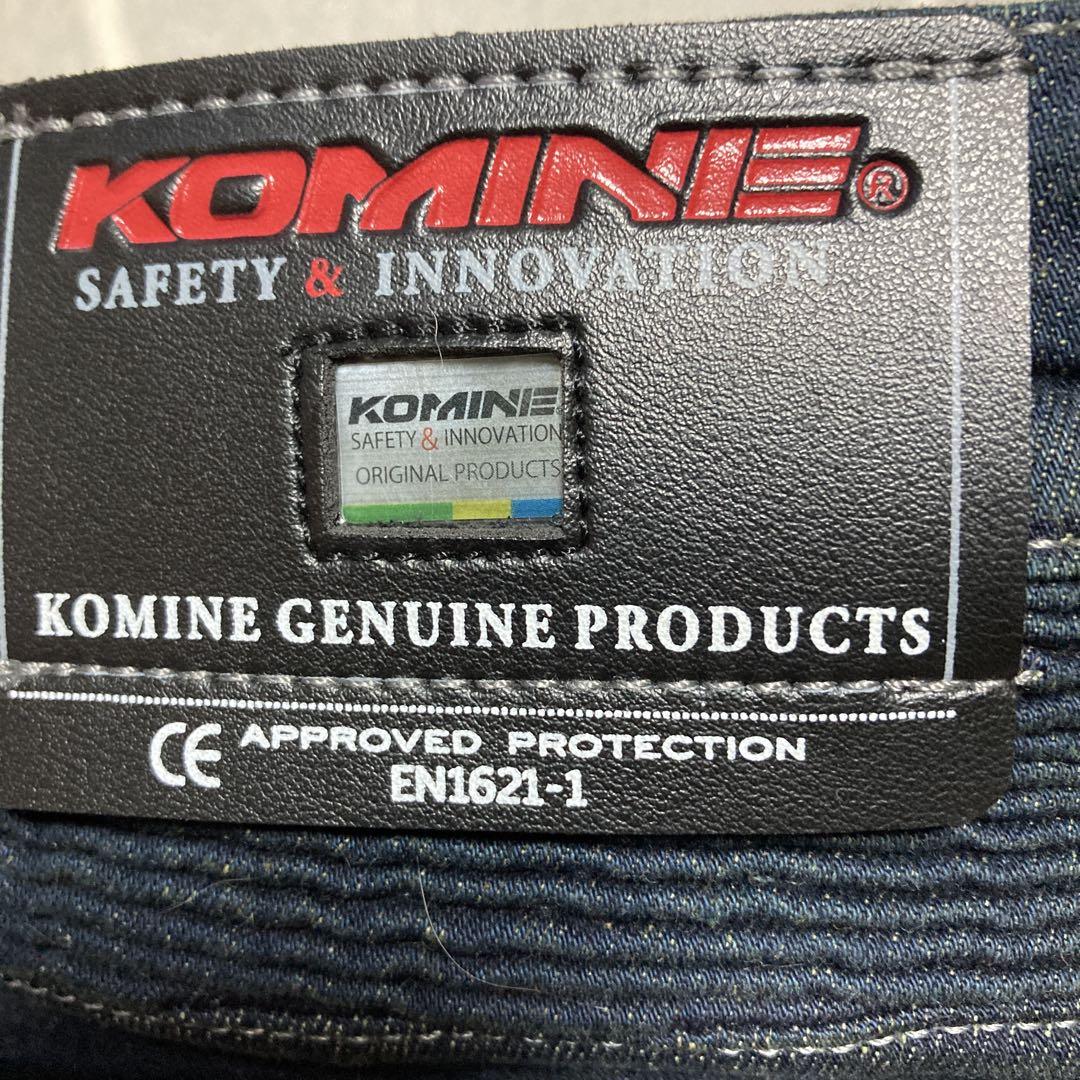 KOMINE®
SAFETY & INNOVATION
KOMINE
SAFETY & INNOVATION
ORIGINAL PRODUCTS
KOMINE GENUINE PRODUCTS
CE APPROVED PROTECTION
EN1621-1